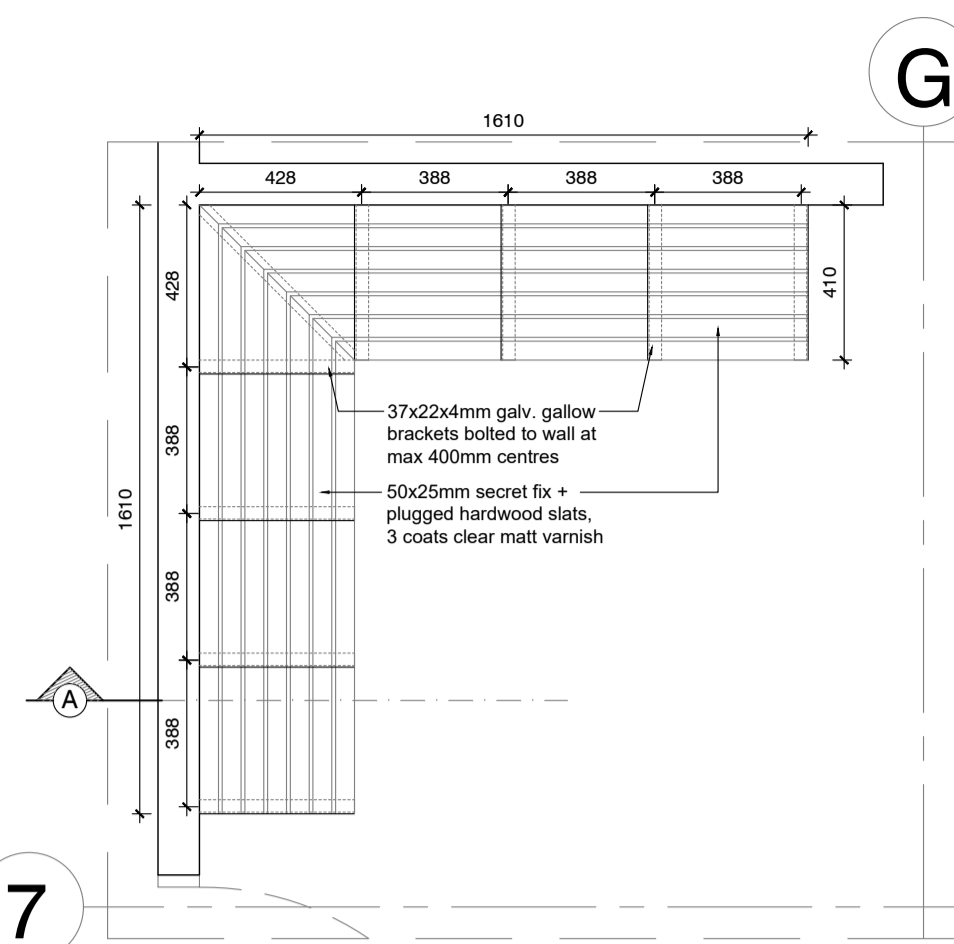 G
1610
428 388 388 388
428
410
37x22x4mm galv. gallow
brackets bolted to wall at
max 400mm centres
388
50x25mm secret fix +
plugged hardwood slats,
3 coats clear matt varnish
1610
388
A
388
7